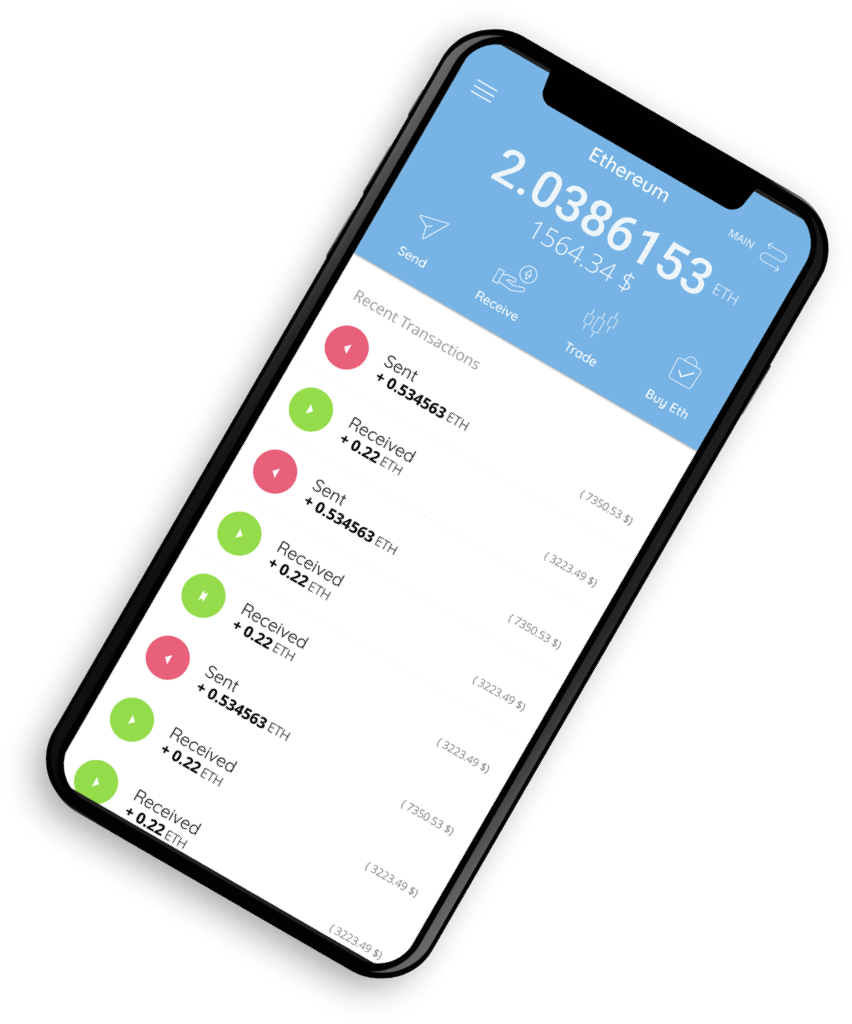 Ethereum
2.0386153 ETH
1564.34 $
MAIN
Send
Receive
Trade
Buy Eth
Recent Transactions
Sent
+ 0.534563 ETH
( 7350.53 $)
Received
+ 0.22 ETH
( 3223.49 $)
Sent
+ 0.534563 ETH
( 7350.53 $)
Received
+ 0.22 ETH
( 3223.49 $)
Received
+ 0.22 ETH
( 3223.49 $)
Sent
+ 0.534563 ETH
( 7350.53 $)
Received
+ 0.22 ETH
( 3223.49 $)
Received
+ 0.22 ETH
( 3223.49 $)